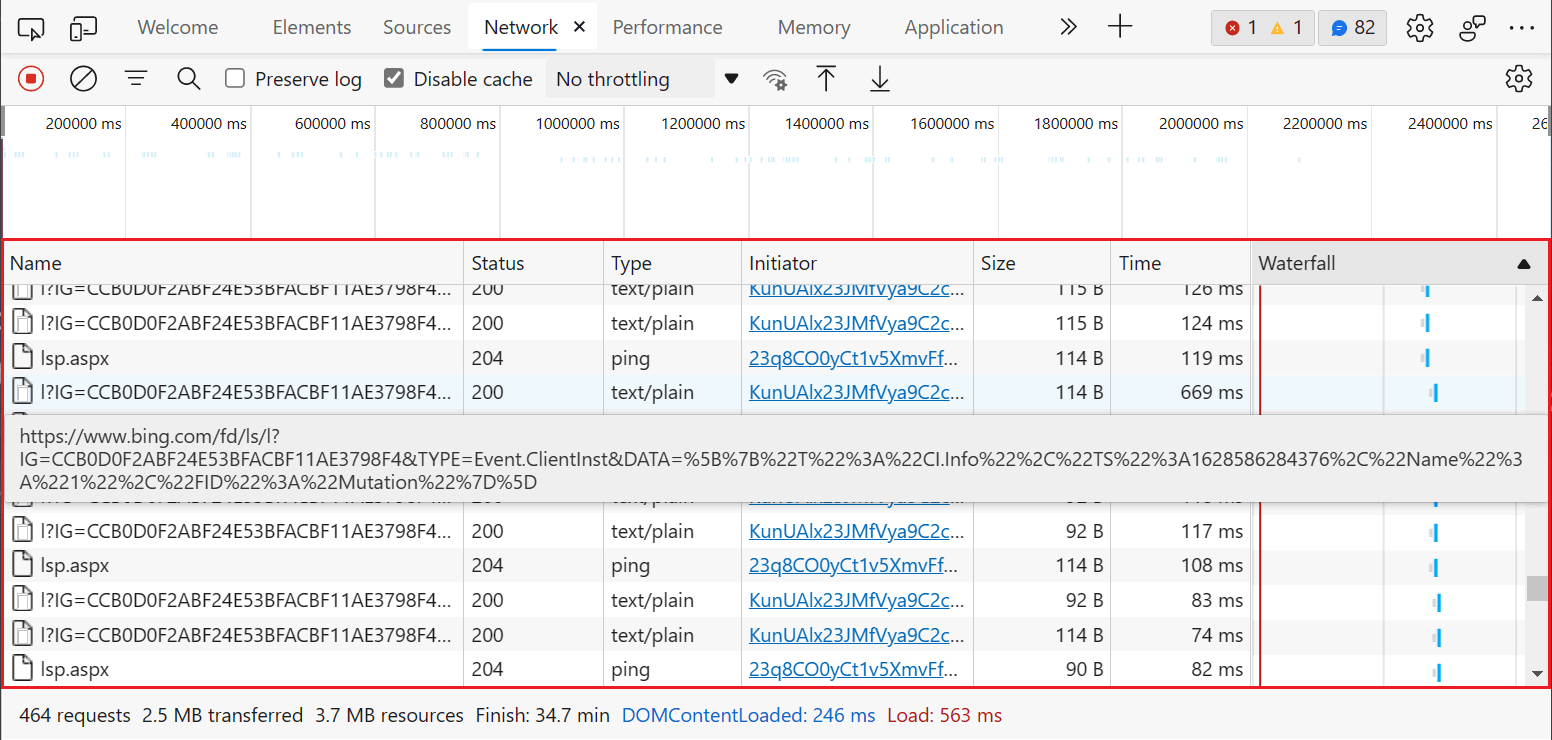 Welcome Elements Sources Network Performance Memory Application 1 1 82
Preserve log Disable cache No throttling
200000 ms 400000 ms 600000 ms 800000 ms 1000000 ms 1200000 ms 1400000 ms 1600000 ms 1800000 ms 2000000 ms 2200000 ms 2400000 ms 26
Name Status Type Initiator Size Time Waterfall
l?IG=CCB0D0F2ABF24E53BFACBF11AE3798F4... 200 text/plain KunUAlx23JMfVya9C2c... 115 B 126 ms
l?IG=CCB0D0F2ABF24E53BFACBF11AE3798F4... 200 text/plain KunUAlx23JMfVya9C2c... 115 B 124 ms
lsp.aspx 204 ping 23q8CO0yCt1v5XmvFf... 114 B 119 ms
l?IG=CCB0D0F2ABF24E53BFACBF11AE3798F4... 200 text/plain KunUAlx23JMfVya9C2c... 114 B 669 ms
https://www.bing.com/fd/ls/l?
IG=CCB0D0F2ABF24E53BFACBF11AE3798F4&TYPE=Event.ClientInst&DATA=%5B%7B%22T%22%3A%22CI.Info%22%2C%22TS%22%3A1628586284376%2C%22Name%22%3
A%221%22%2C%22FID%22%3A%22Mutation%22%7D%5D
l?IG=CCB0D0F2ABF24E53BFACBF11AE3798F4... 200 text/plain KunUAlx23JMfVya9C2c... 92 B 117 ms
lsp.aspx 204 ping 23q8CO0yCt1v5XmvFf... 114 B 108 ms
l?IG=CCB0D0F2ABF24E53BFACBF11AE3798F4... 200 text/plain KunUAlx23JMfVya9C2c... 92 B 83 ms
l?IG=CCB0D0F2ABF24E53BFACBF11AE3798F4... 200 text/plain KunUAlx23JMfVya9C2c... 114 B 74 ms
lsp.aspx 204 ping 23q8CO0yCt1v5XmvFf... 90 B 82 ms
464 requests 2.5 MB transferred 3.7 MB resources Finish: 34.7 min DOMContentLoaded: 246 ms Load: 563 ms